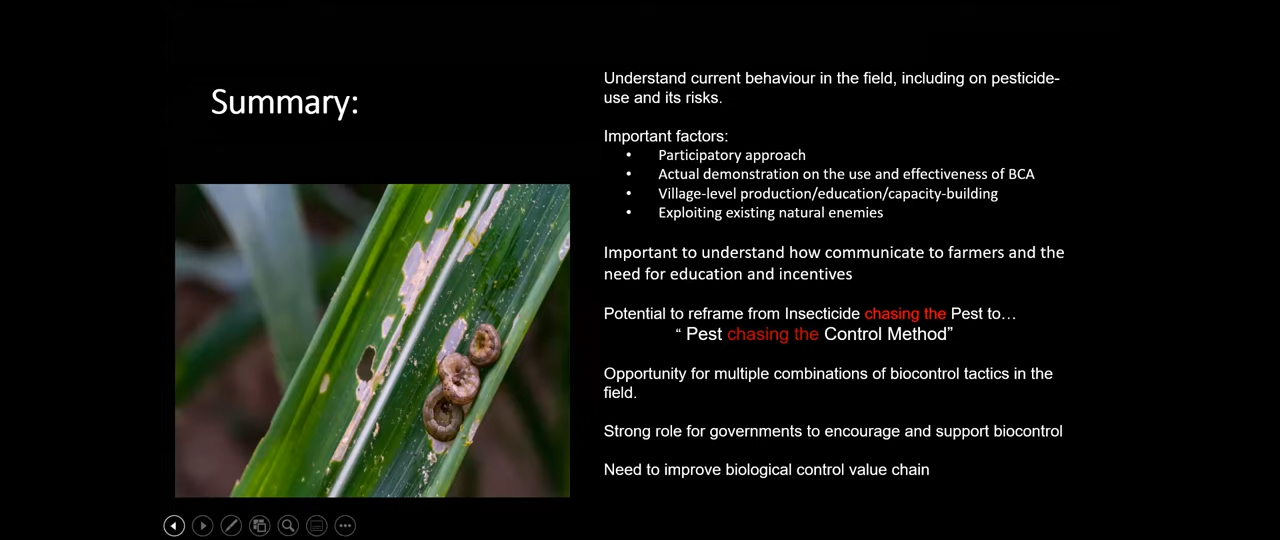 Summary:
Understand current behaviour in the field, including on pesticide-
use and its risks.
Important factors:
• Participatory approach
• Actual demonstration on the use and effectiveness of BCA
• Village-level production/education/capacity-building
• Exploiting existing natural enemies
Important to understand how communicate to farmers and the
need for education and incentives
Potential to reframe from Insecticide chasing the Pest to…
“ Pest chasing the Control Method”
Opportunity for multiple combinations of biocontrol tactics in the
field.
Strong role for governments to encourage and support biocontrol
Need to improve biological control value chain